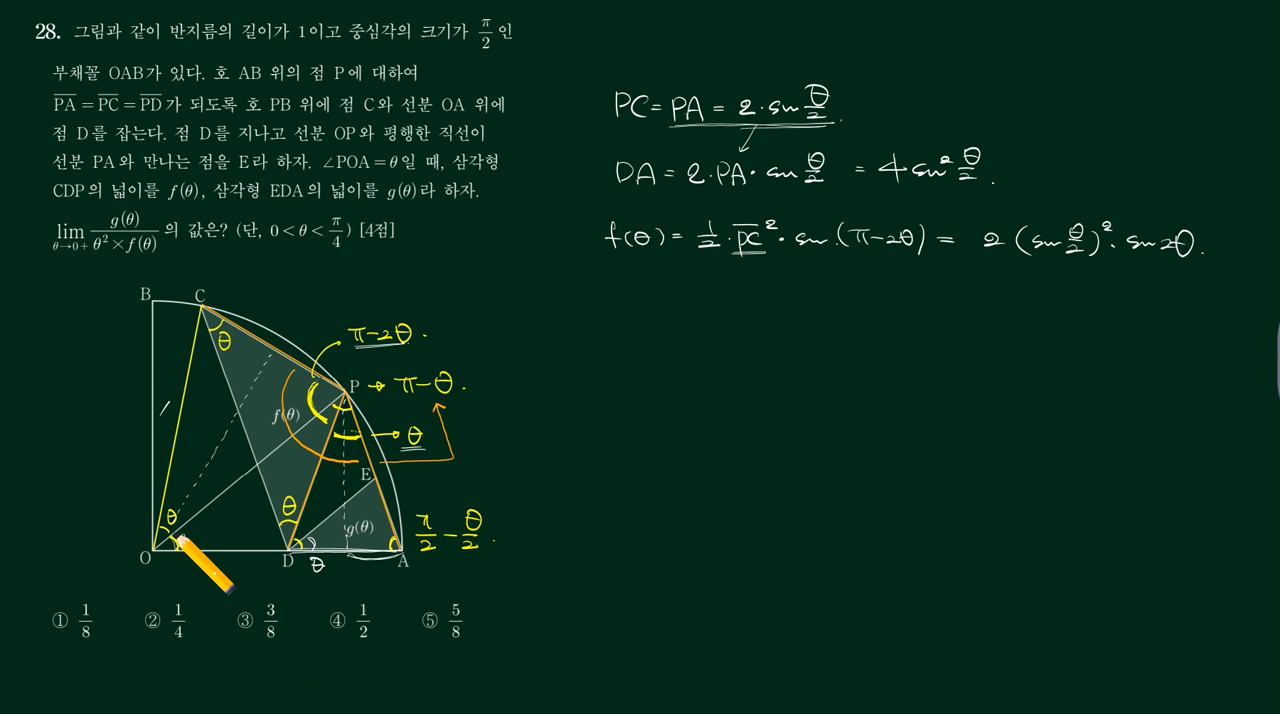 28. 그림과 같이 반지름의 길이가 1이고 중심각의 크기가 π/2 인
부채꼴 OAB가 있다. 호 AB 위의 점 P에 대하여
PA = PC = PD가 되도록 호 PB 위에 점 C와 선분 OA 위에
점 D를 잡는다. 점 D를 지나고 선분 OP와 평행한 직선이
선분 PA와 만나는 점을 E라 하자. ∠POA = θ일 때, 삼각형
CDP의 넓이를 f(θ), 삼각형 EDA의 넓이를 g(θ)라 하자.
lim θ→0+ g(θ)/(θ² × f(θ)) 의 값은? (단, 0 < θ < π/4) [4점]
PC = PA = 2·sin θ/2.
DA = 2·PA·sin θ/2 = 4sin² θ/2.
f(θ) = 1/2·PC²·sin(π-2θ) = 2(sin θ/2)²·sin2θ.
B
C
θ
π-2θ.
P → π-θ.
f(θ)
→ θ
E
θ
θ
g(θ)
π/2 - θ/2.
O
D
θ
A
① 1/8 ② 1/4 ③ 3/8 ④ 1/2 ⑤ 5/8